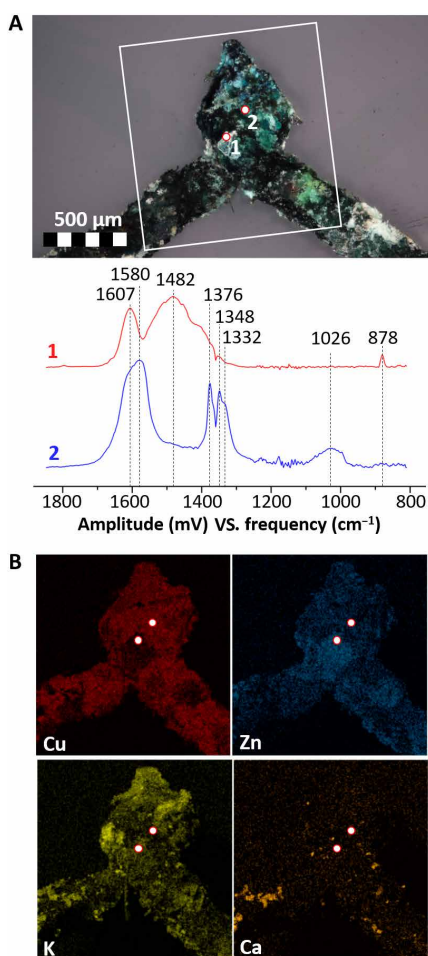 A
2
1
500 µm
1580
1607
1482
1376
1348
1332
1026
878
1
2
1800
1600
1400
1200
1000
800
Amplitude (mV) VS. frequency (cm⁻¹)
B
Cu
Zn
K
Ca